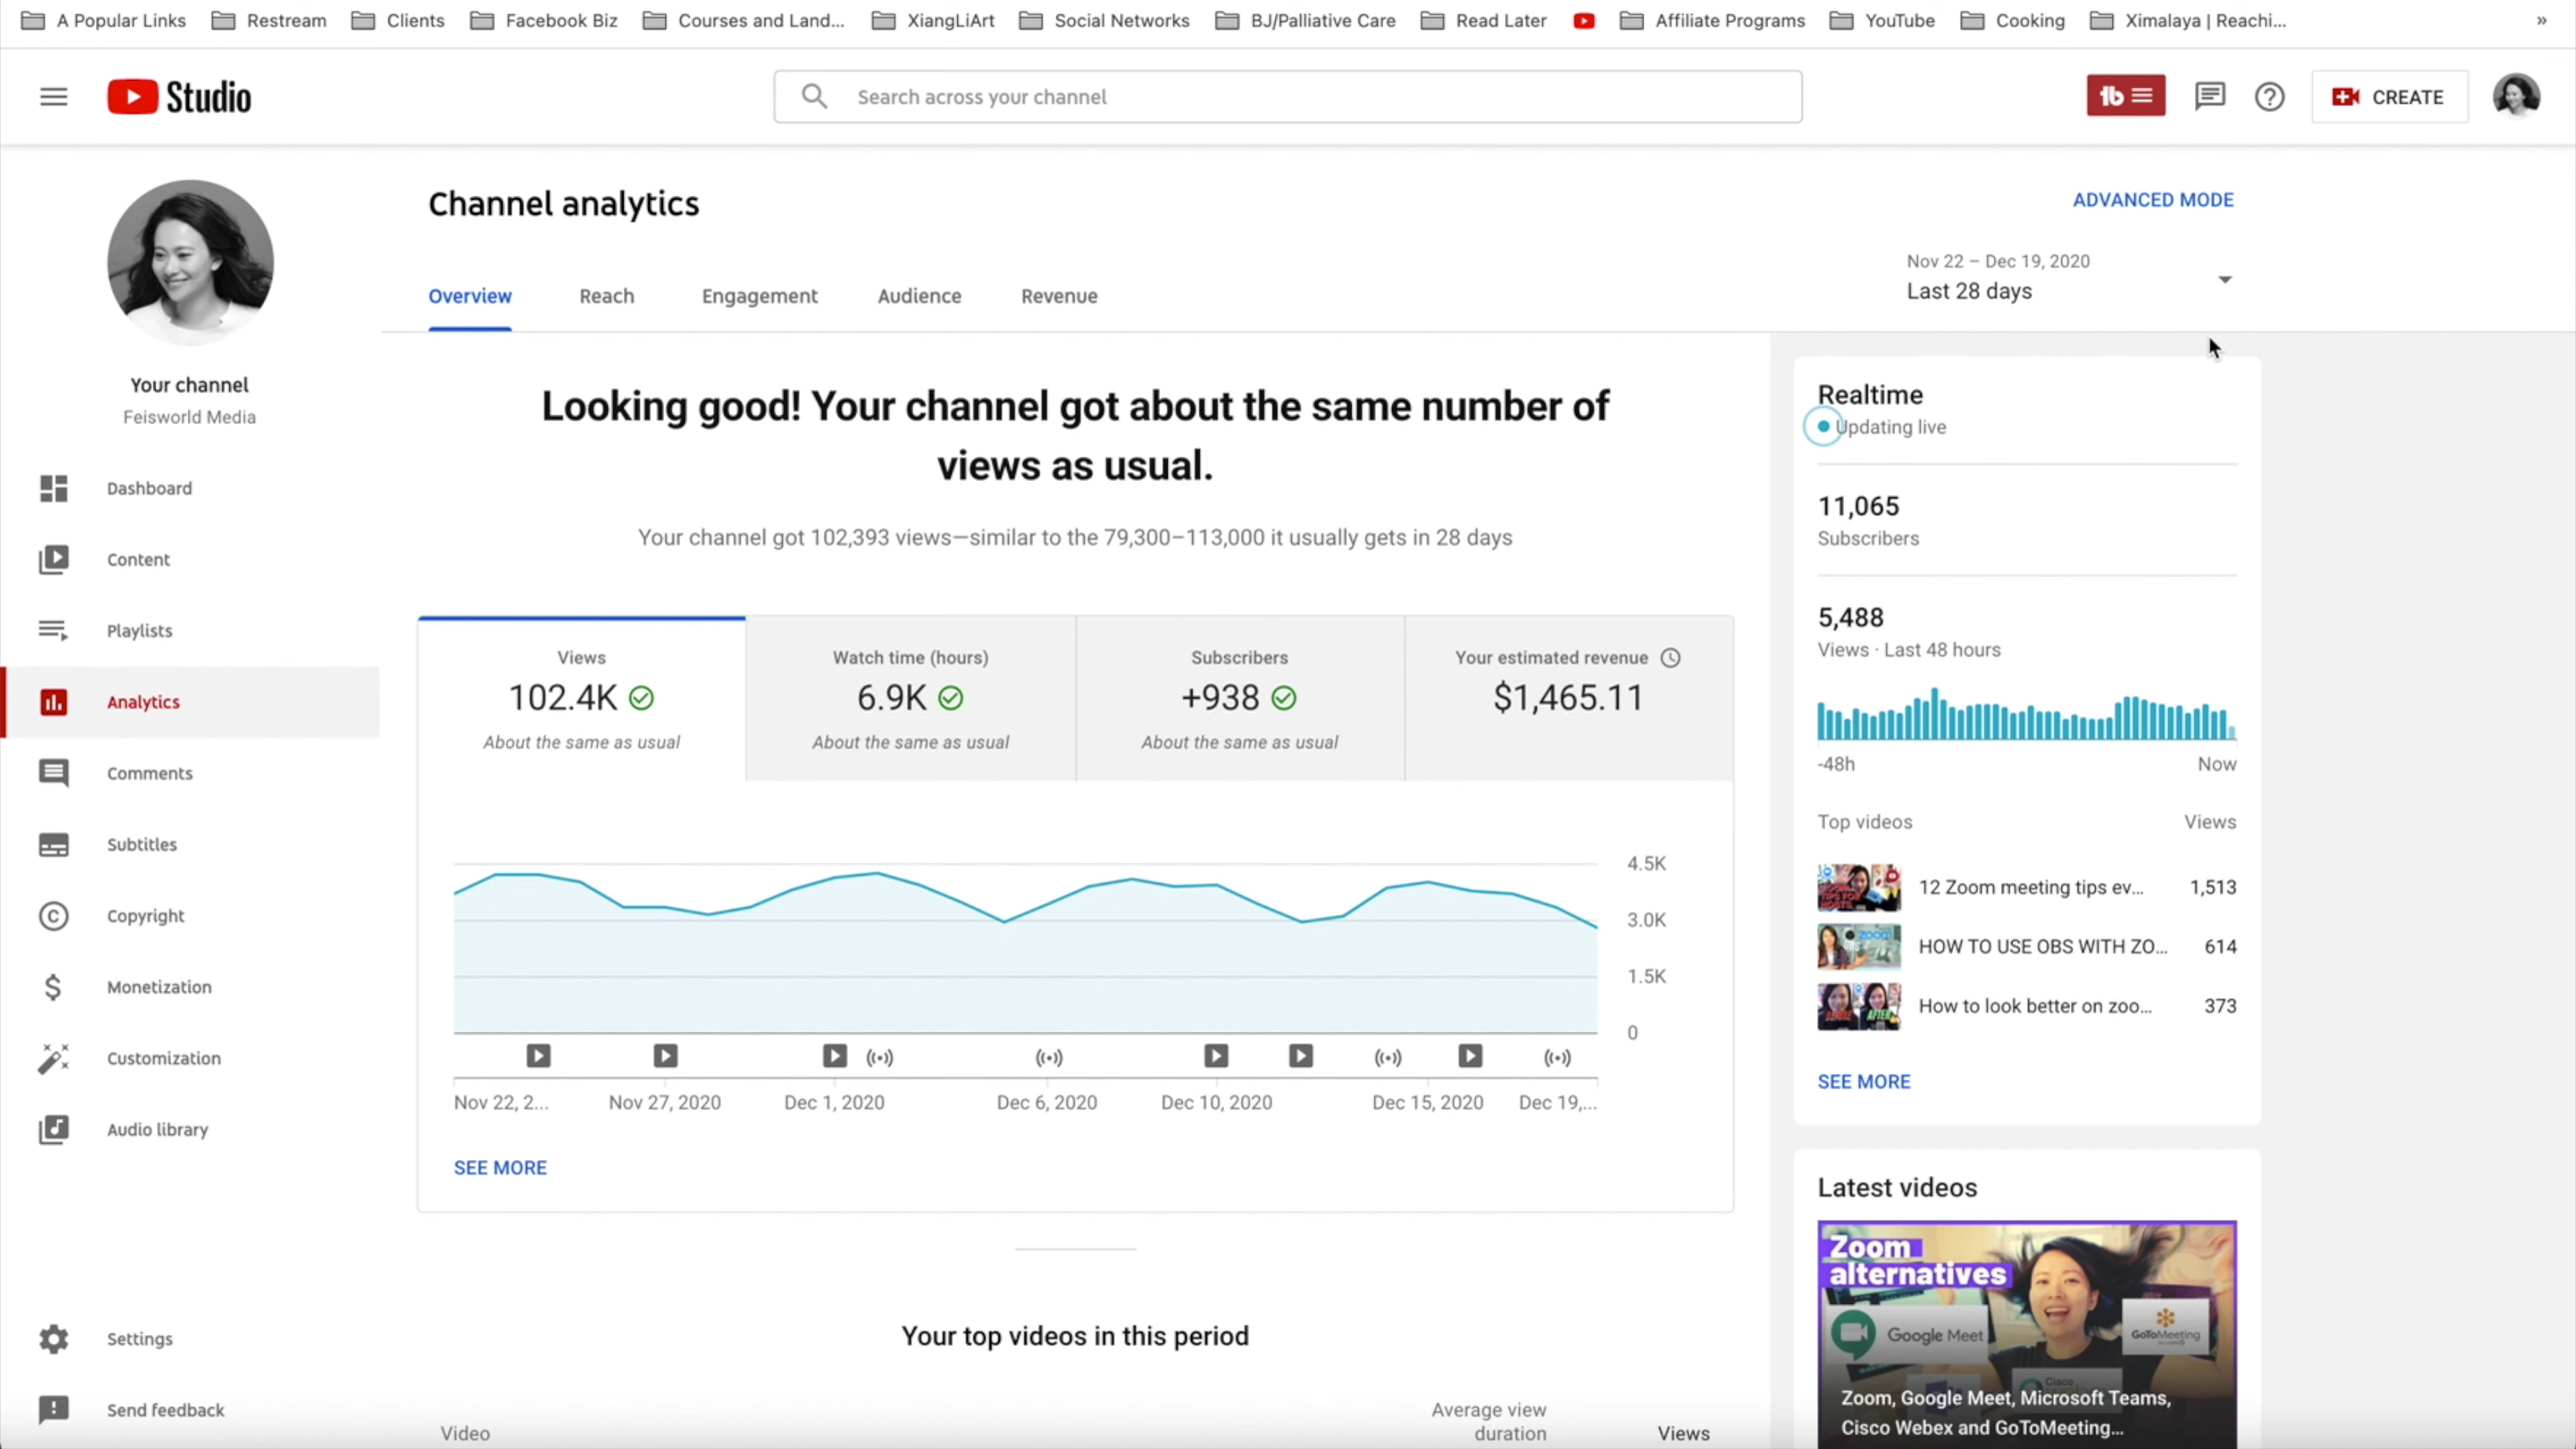 A Popular Links Restream Clients Facebook Biz Courses and Land... XiangLiArt Social Networks BJ/Palliative Care Read Later Affiliate Programs YouTube Cooking Ximalaya | Reachi... »
Studio
Search across your channel
CREATE
Channel analytics
ADVANCED MODE
Nov 22 – Dec 19, 2020
Last 28 days
Overview Reach Engagement Audience Revenue
Your channel
Feisworld Media
Dashboard
Content
Playlists
Analytics
Comments
Subtitles
Copyright
Monetization
Customization
Audio library
Settings
Send feedback
Looking good! Your channel got about the same number of
views as usual.
Your channel got 102,393 views—similar to the 79,300–113,000 it usually gets in 28 days
Views
102.4K
About the same as usual
Watch time (hours)
6.9K
About the same as usual
Subscribers
+938
About the same as usual
Your estimated revenue
$1,465.11
4.5K
3.0K
1.5K
0
Nov 22, 2... Nov 27, 2020 Dec 1, 2020 Dec 6, 2020 Dec 10, 2020 Dec 15, 2020 Dec 19,...
SEE MORE
Your top videos in this period
Video
Average view
duration
Views
Realtime
Updating live
11,065
Subscribers
5,488
Views · Last 48 hours
-48h Now
Top videos Views
12 Zoom meeting tips ev... 1,513
HOW TO USE OBS WITH ZO... 614
How to look better on zoo... 373
SEE MORE
Latest videos
Zoom
alternatives
Google Meet
GoToMeeting
Cisco
Zoom, Google Meet, Microsoft Teams,
Cisco Webex and GoToMeeting...